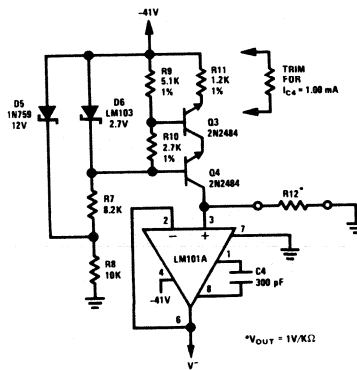 -41V
R9
5.1K
1%
R11
1.2K
1%
TRIM
FOR
IC4 = 1.00 mA
D5
1N759
12V
D6
LM103
2.7V
Q3
2N2484
R10
2.7K
1%
Q4
2N2484
R7
8.2K
R12*
2
3
7
LM101A
1
C4
300 pF
R8
10K
4
-41V
8
6
V-
*VOUT = 1V/KΩ